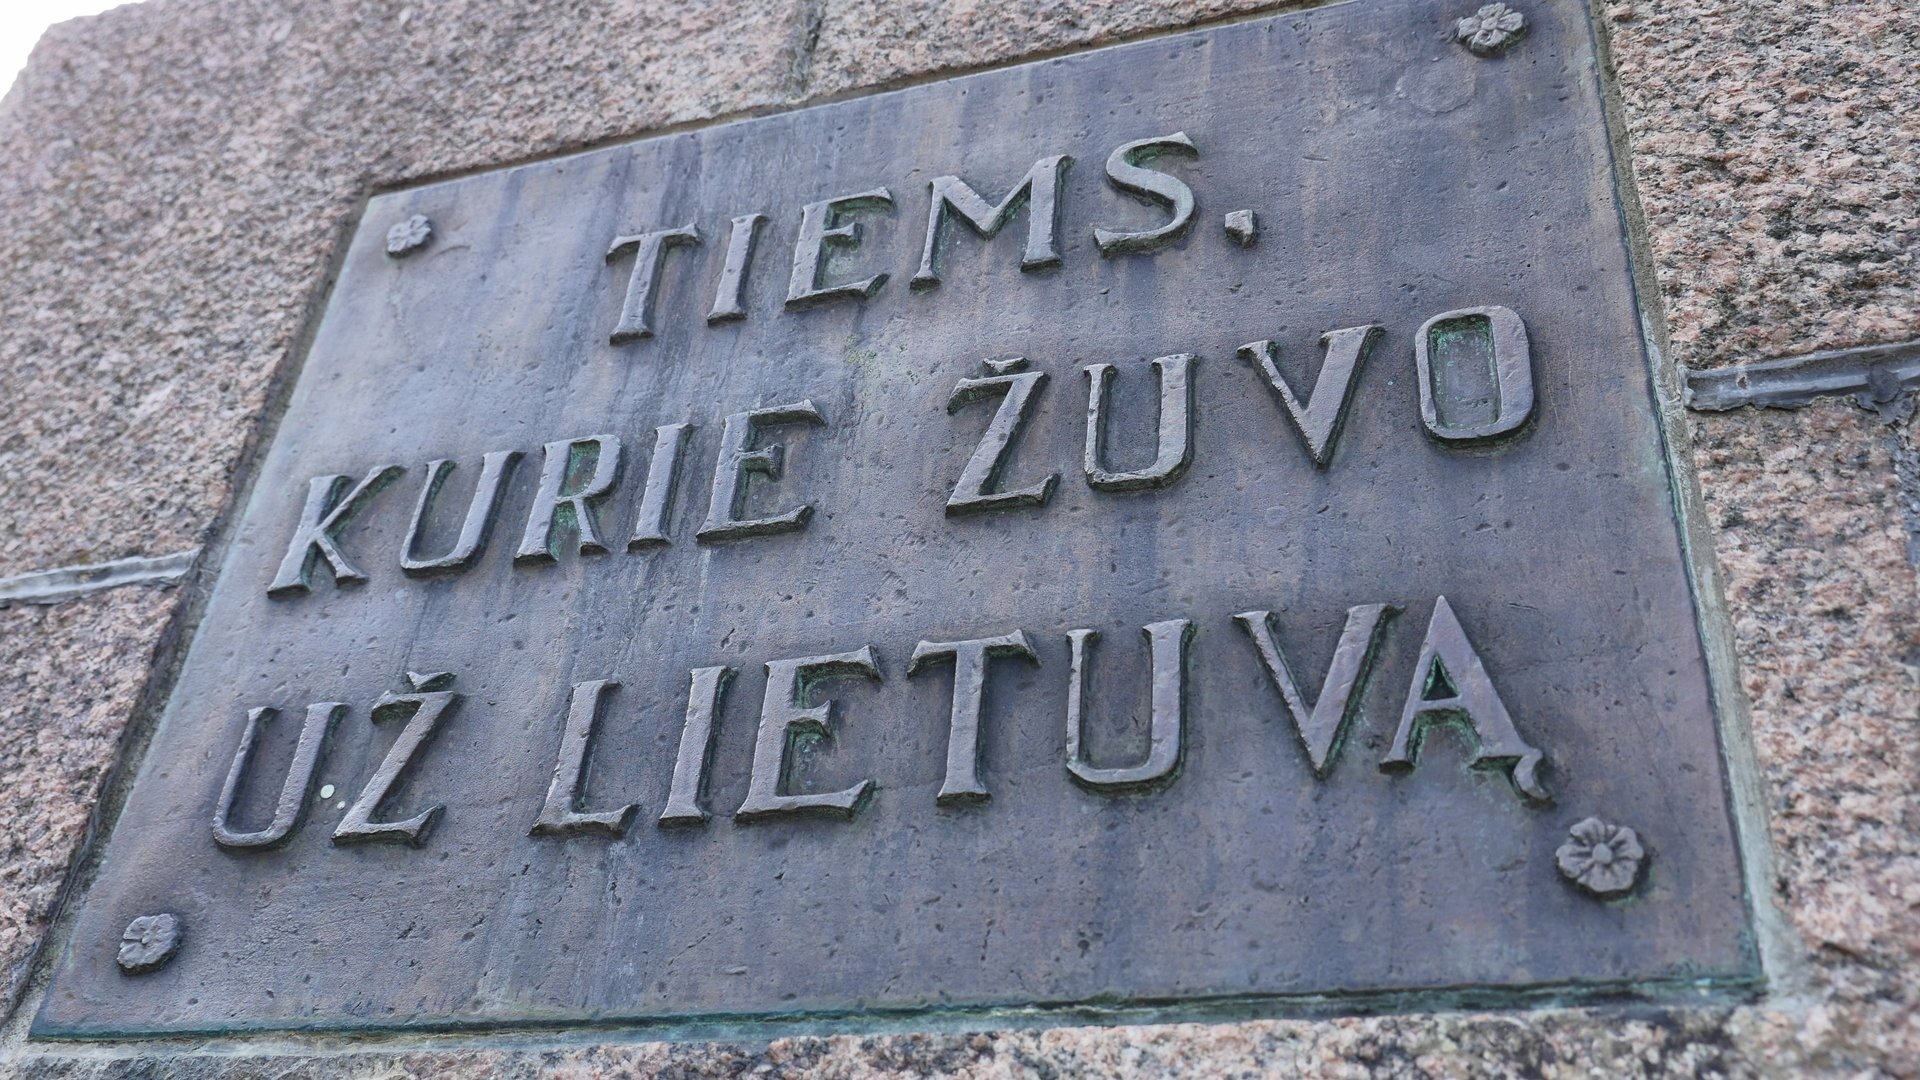 TIEMS,
KURIE ŽUVO
UŽ LIETUVĄ